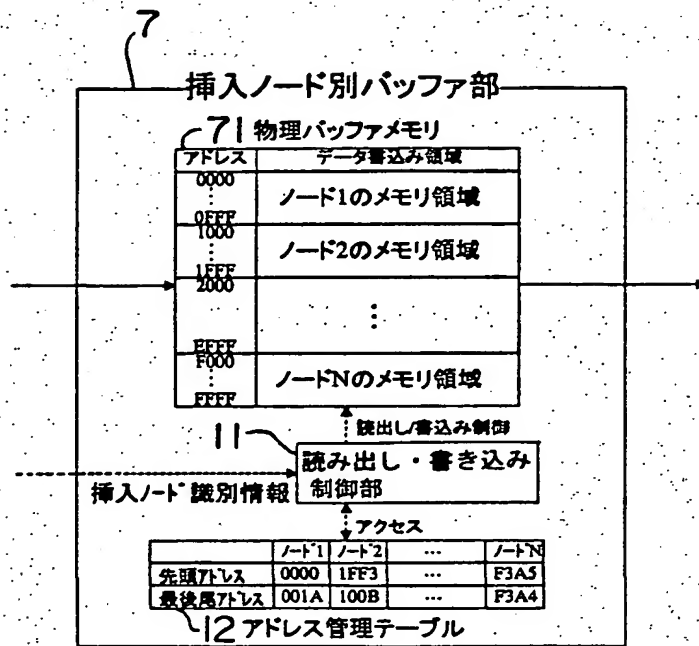 7
挿入ノード別バッファ部
71 物理バッファメモリ
アドレス データ書込み領域
0000
⋮
0FFF
ノード1のメモリ領域
1000
⋮
1FFF
ノード2のメモリ領域
2000
⋮
EFFF
⋮
F000
⋮
FFFF
ノードNのメモリ領域
読出し/書込み制御
11
読み出し・書き込み
制御部
挿入ノード識別情報
アクセス
ノード1 ノード2 … ノードN
先頭アドレス 0000 1FF3 … F3A5
最後尾アドレス 001A 100B … F3A4
12 アドレス管理テーブル